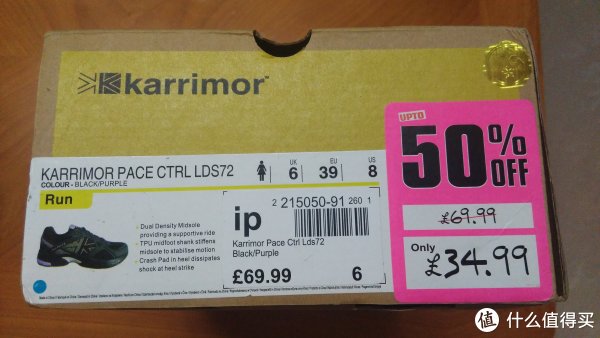 karrimor
KARRIMOR PACE CTRL LDS72
COLOUR - BLACK/PURPLE
UK
6
EU
39
US
8
Run
• Dual Density Midsole
providing a supportive ride
• TPU midfoot shank stiffens
midsole to stabilise motion
• Crash Pad in heel dissipates
shock at heel strike
2 215050-91 260 1
ip
Karrimor Pace Ctrl Lds72
Black/Purple
£69.99
6
UPTO
50% OFF
£69.99
Only
£34.99
值 什么值得买